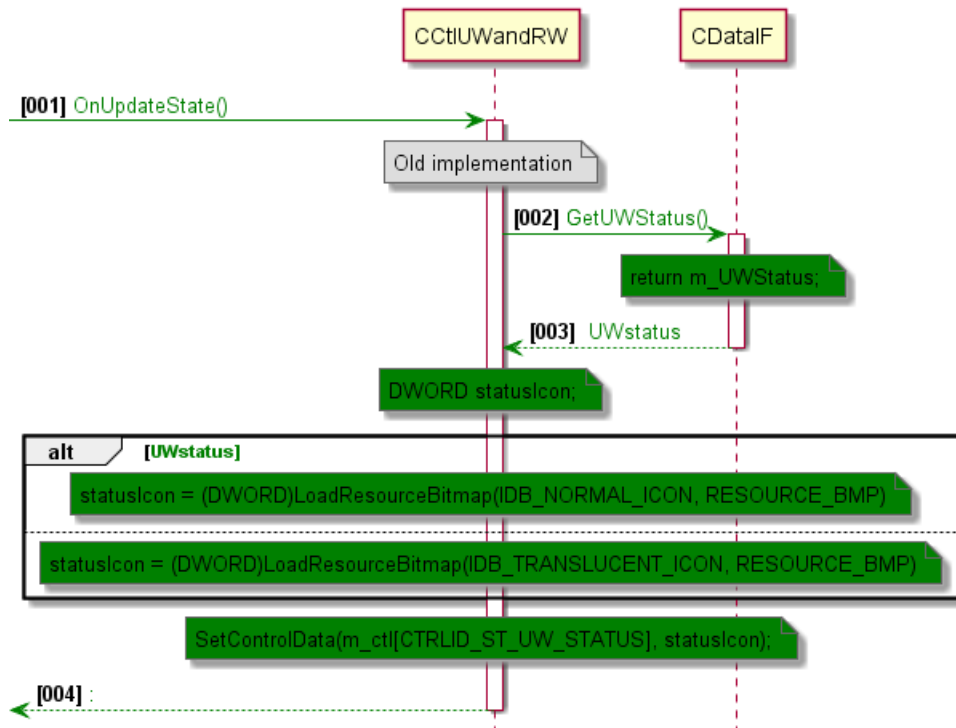 CCtlUWandRW
CDataIF
[001] OnUpdateState()
Old implementation
[002] GetUWStatus()
return m_UWStatus;
[003] UWstatus
DWORD statusIcon;
alt [UWstatus]
statusIcon = (DWORD)LoadResourceBitmap(IDB_NORMAL_ICON, RESOURCE_BMP)
statusIcon = (DWORD)LoadResourceBitmap(IDB_TRANSLUCENT_ICON, RESOURCE_BMP)
SetControlData(m_ctl[CTRLID_ST_UW_STATUS], statusIcon);
[004] :